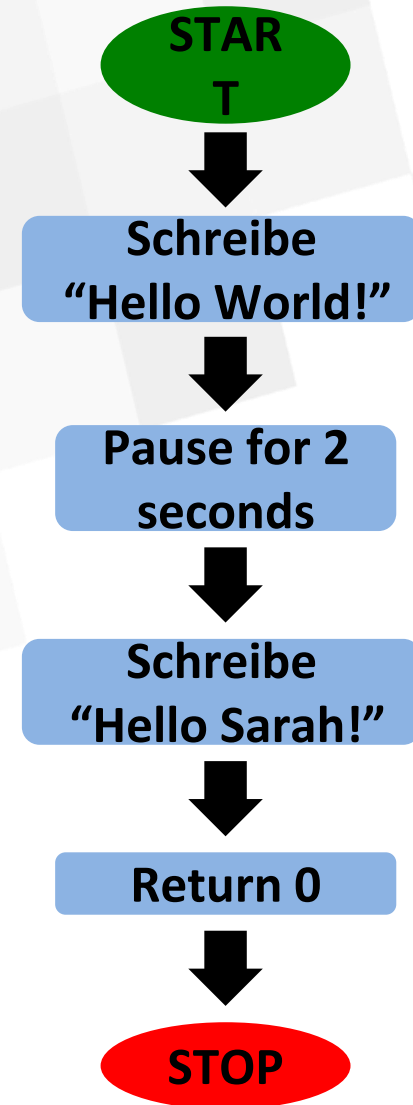 STAR
T
Schreibe
“Hello World!”
Pause for 2
seconds
Schreibe
“Hello Sarah!”
Return 0
STOP